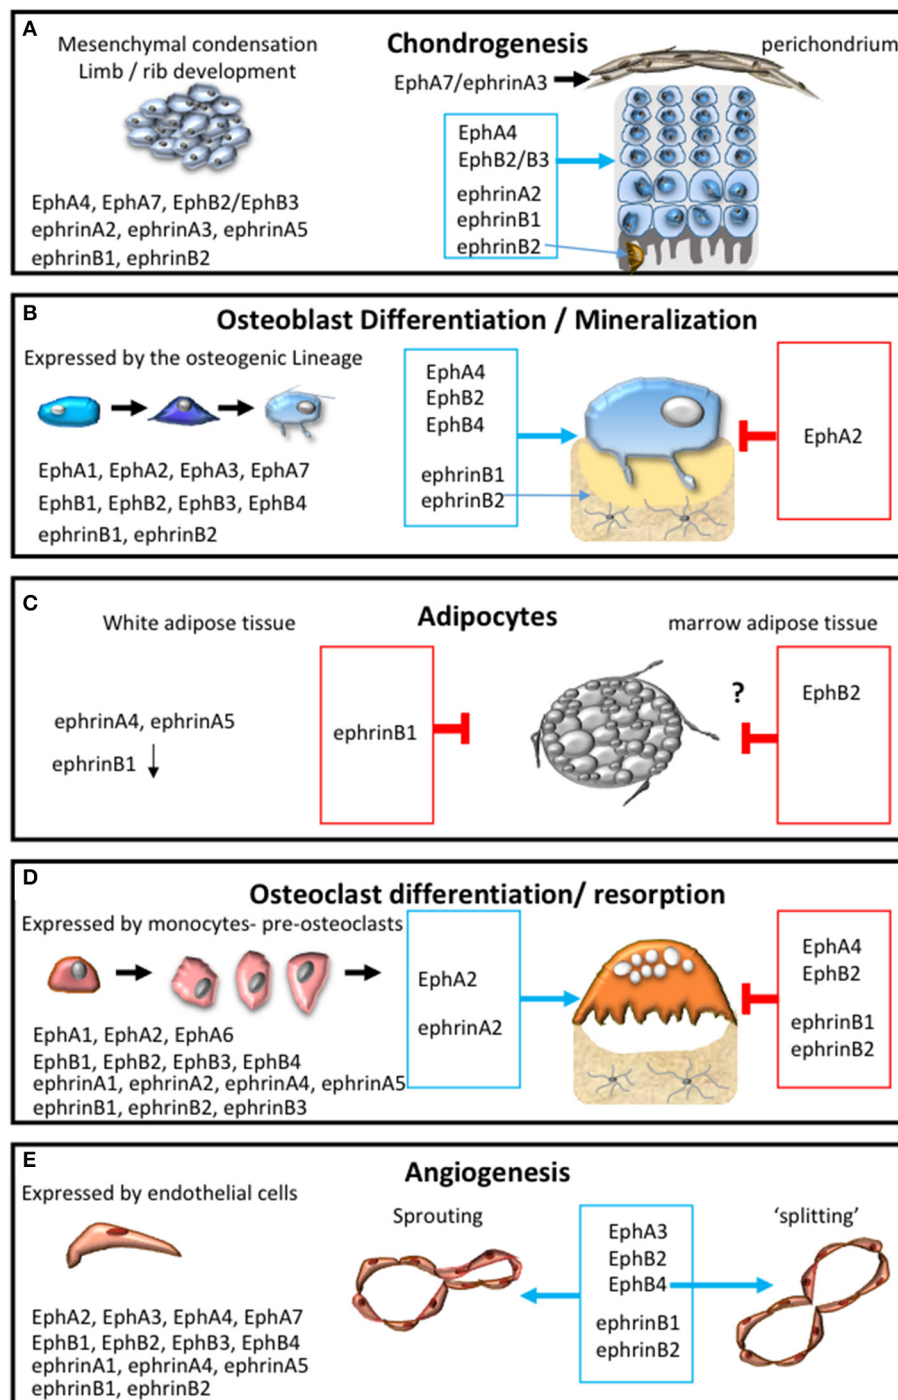 A
Mesenchymal condensation
Limb / rib development
EphA4, EphA7, EphB2/EphB3
ephrinA2, ephrinA3, ephrinA5
ephrinB1, ephrinB2
Chondrogenesis
perichondrium
EphA7/ephrinA3
EphA4
EphB2/B3
ephrinA2
ephrinB1
ephrinB2
B
Osteoblast Differentiation / Mineralization
Expressed by the osteogenic Lineage
EphA1, EphA2, EphA3, EphA7
EphB1, EphB2, EphB3, EphB4
ephrinB1, ephrinB2
EphA4
EphB2
EphB4
ephrinB1
ephrinB2
EphA2
C
Adipocytes
White adipose tissue
marrow adipose tissue
ephrinA4, ephrinA5
ephrinB1 ↓
ephrinB1
?
EphB2
D
Osteoclast differentiation/ resorption
Expressed by monocytes- pre-osteoclasts
EphA1, EphA2, EphA6
EphB1, EphB2, EphB3, EphB4
ephrinA1, ephrinA2, ephrinA4, ephrinA5
ephrinB1, ephrinB2, ephrinB3
EphA2
ephrinA2
EphA4
EphB2
ephrinB1
ephrinB2
E
Angiogenesis
Expressed by endothelial cells
EphA2, EphA3, EphA4, EphA7
EphB1, EphB2, EphB3, EphB4
ephrinA1, ephrinA4, ephrinA5
ephrinB1, ephrinB2
Sprouting
EphA3
EphB2
EphB4
ephrinB1
ephrinB2
‘splitting’